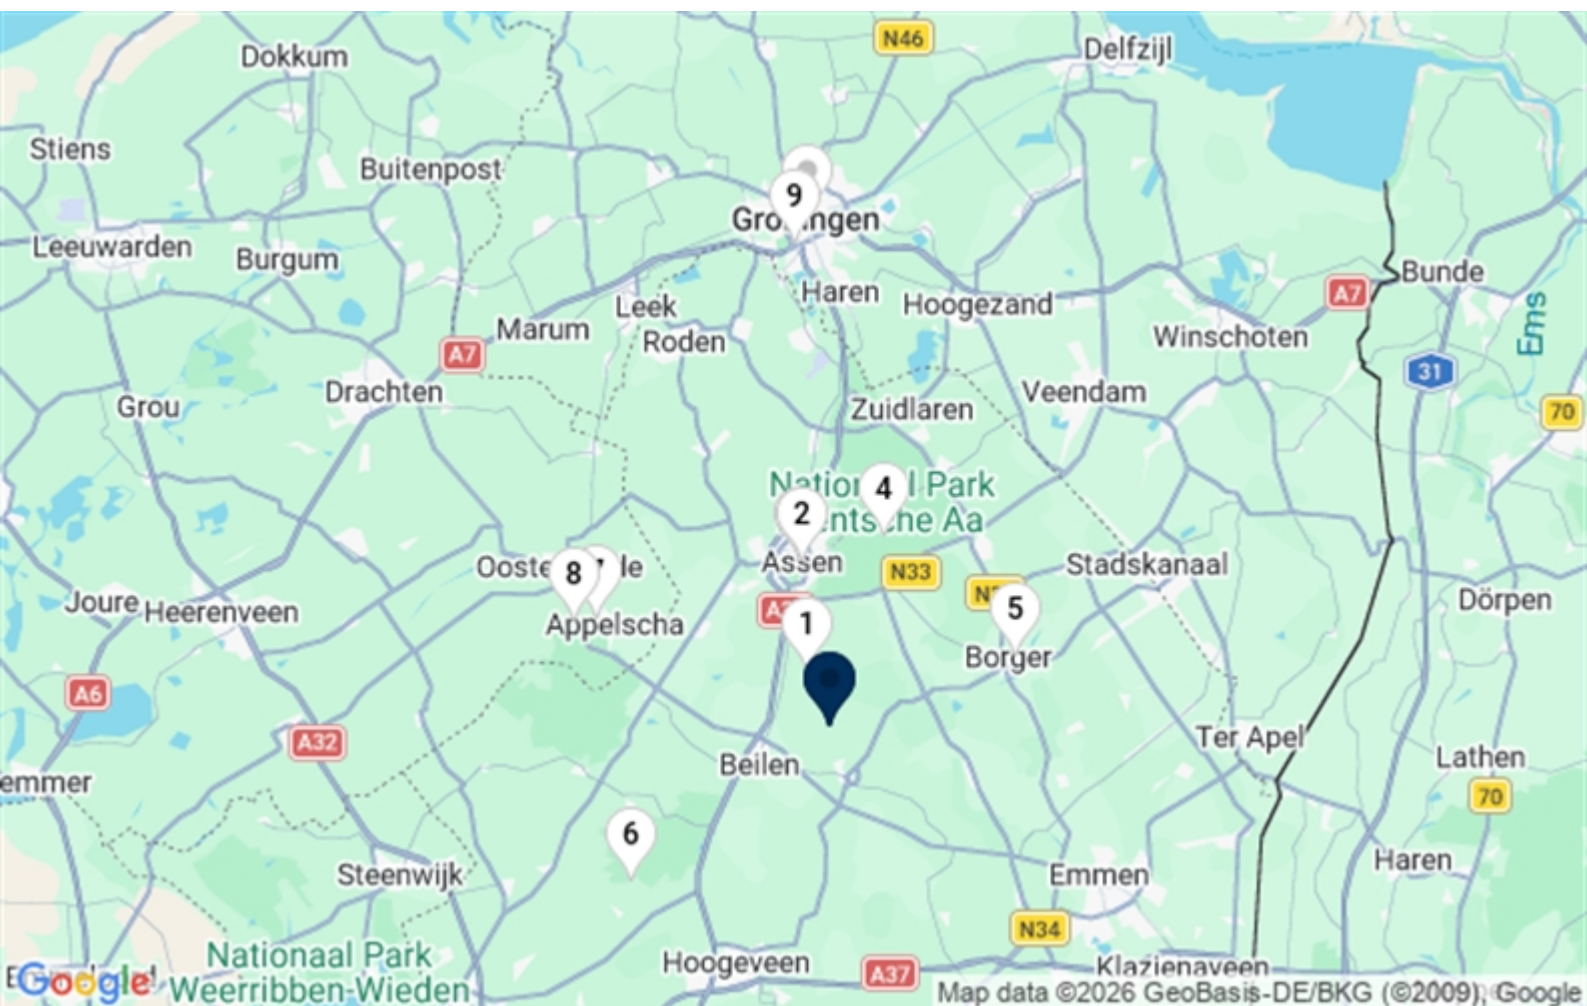 N46
Delfzijl
Dokkum
Stiens
Buitenpost
9
Leeuwarden
Burgum
Haren
Leek
Hoogezand
Bunde
A7
Marum
Roden
Winschoten
Ems
A7
31
Drachten
Grou
Zuidlaren
Veendam
70
4
2
Park
Assen
N33
Stadskanaal
8
Joure
Heerenveen
Dörpen
5
1
Appelscha
Borger
A6
A32
Ter Apel
Beilen
Lathen
70
6
Steenwijk
Emmen
Haren
N34
Nationaal Park
Weerribben-Wieden
Hoogeveen
A37
Klazienaveen
Google
Map data ©2026 GeoBasis-DE/BKG (©2009), Google